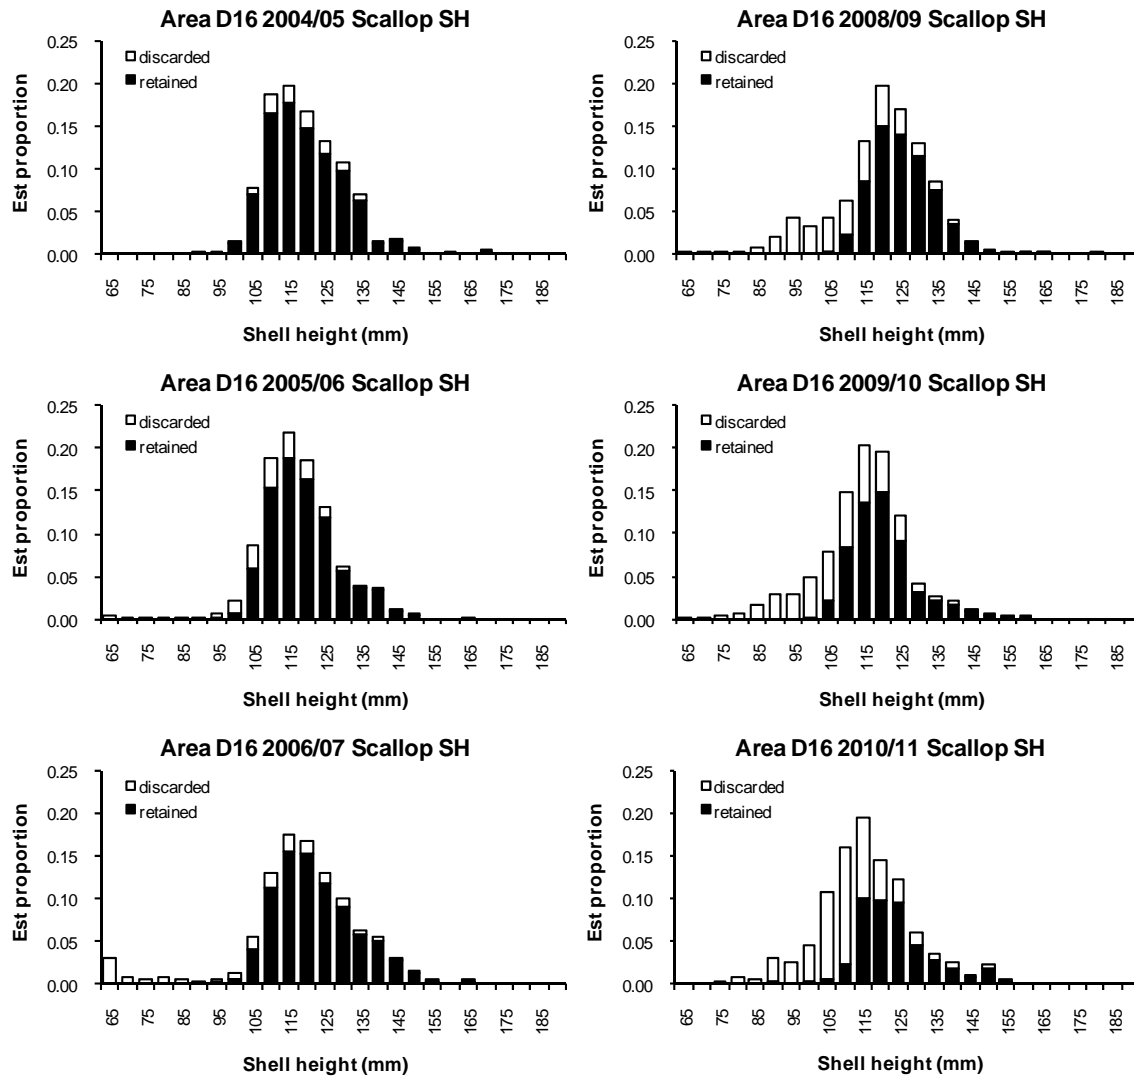 Area D16 2004/05 Scallop SH
Est proportion
0.25
0.20
0.15
0.10
0.05
0.00
discarded
retained
65 75 85 95 105 115 125 135 145 155 165 175 185
Shell height (mm)
Area D16 2008/09 Scallop SH
Est proportion
0.25
0.20
0.15
0.10
0.05
0.00
discarded
retained
65 75 85 95 105 115 125 135 145 155 165 175 185
Shell height (mm)
Area D16 2005/06 Scallop SH
Est proportion
0.25
0.20
0.15
0.10
0.05
0.00
discarded
retained
65 75 85 95 105 115 125 135 145 155 165 175 185
Shell height (mm)
Area D16 2009/10 Scallop SH
Est proportion
0.25
0.20
0.15
0.10
0.05
0.00
discarded
retained
65 75 85 95 105 115 125 135 145 155 165 175 185
Shell height (mm)
Area D16 2006/07 Scallop SH
Est proportion
0.25
0.20
0.15
0.10
0.05
0.00
discarded
retained
65 75 85 95 105 115 125 135 145 155 165 175 185
Shell height (mm)
Area D16 2010/11 Scallop SH
Est proportion
0.25
0.20
0.15
0.10
0.05
0.00
discarded
retained
65 75 85 95 105 115 125 135 145 155 165 175 185
Shell height (mm)